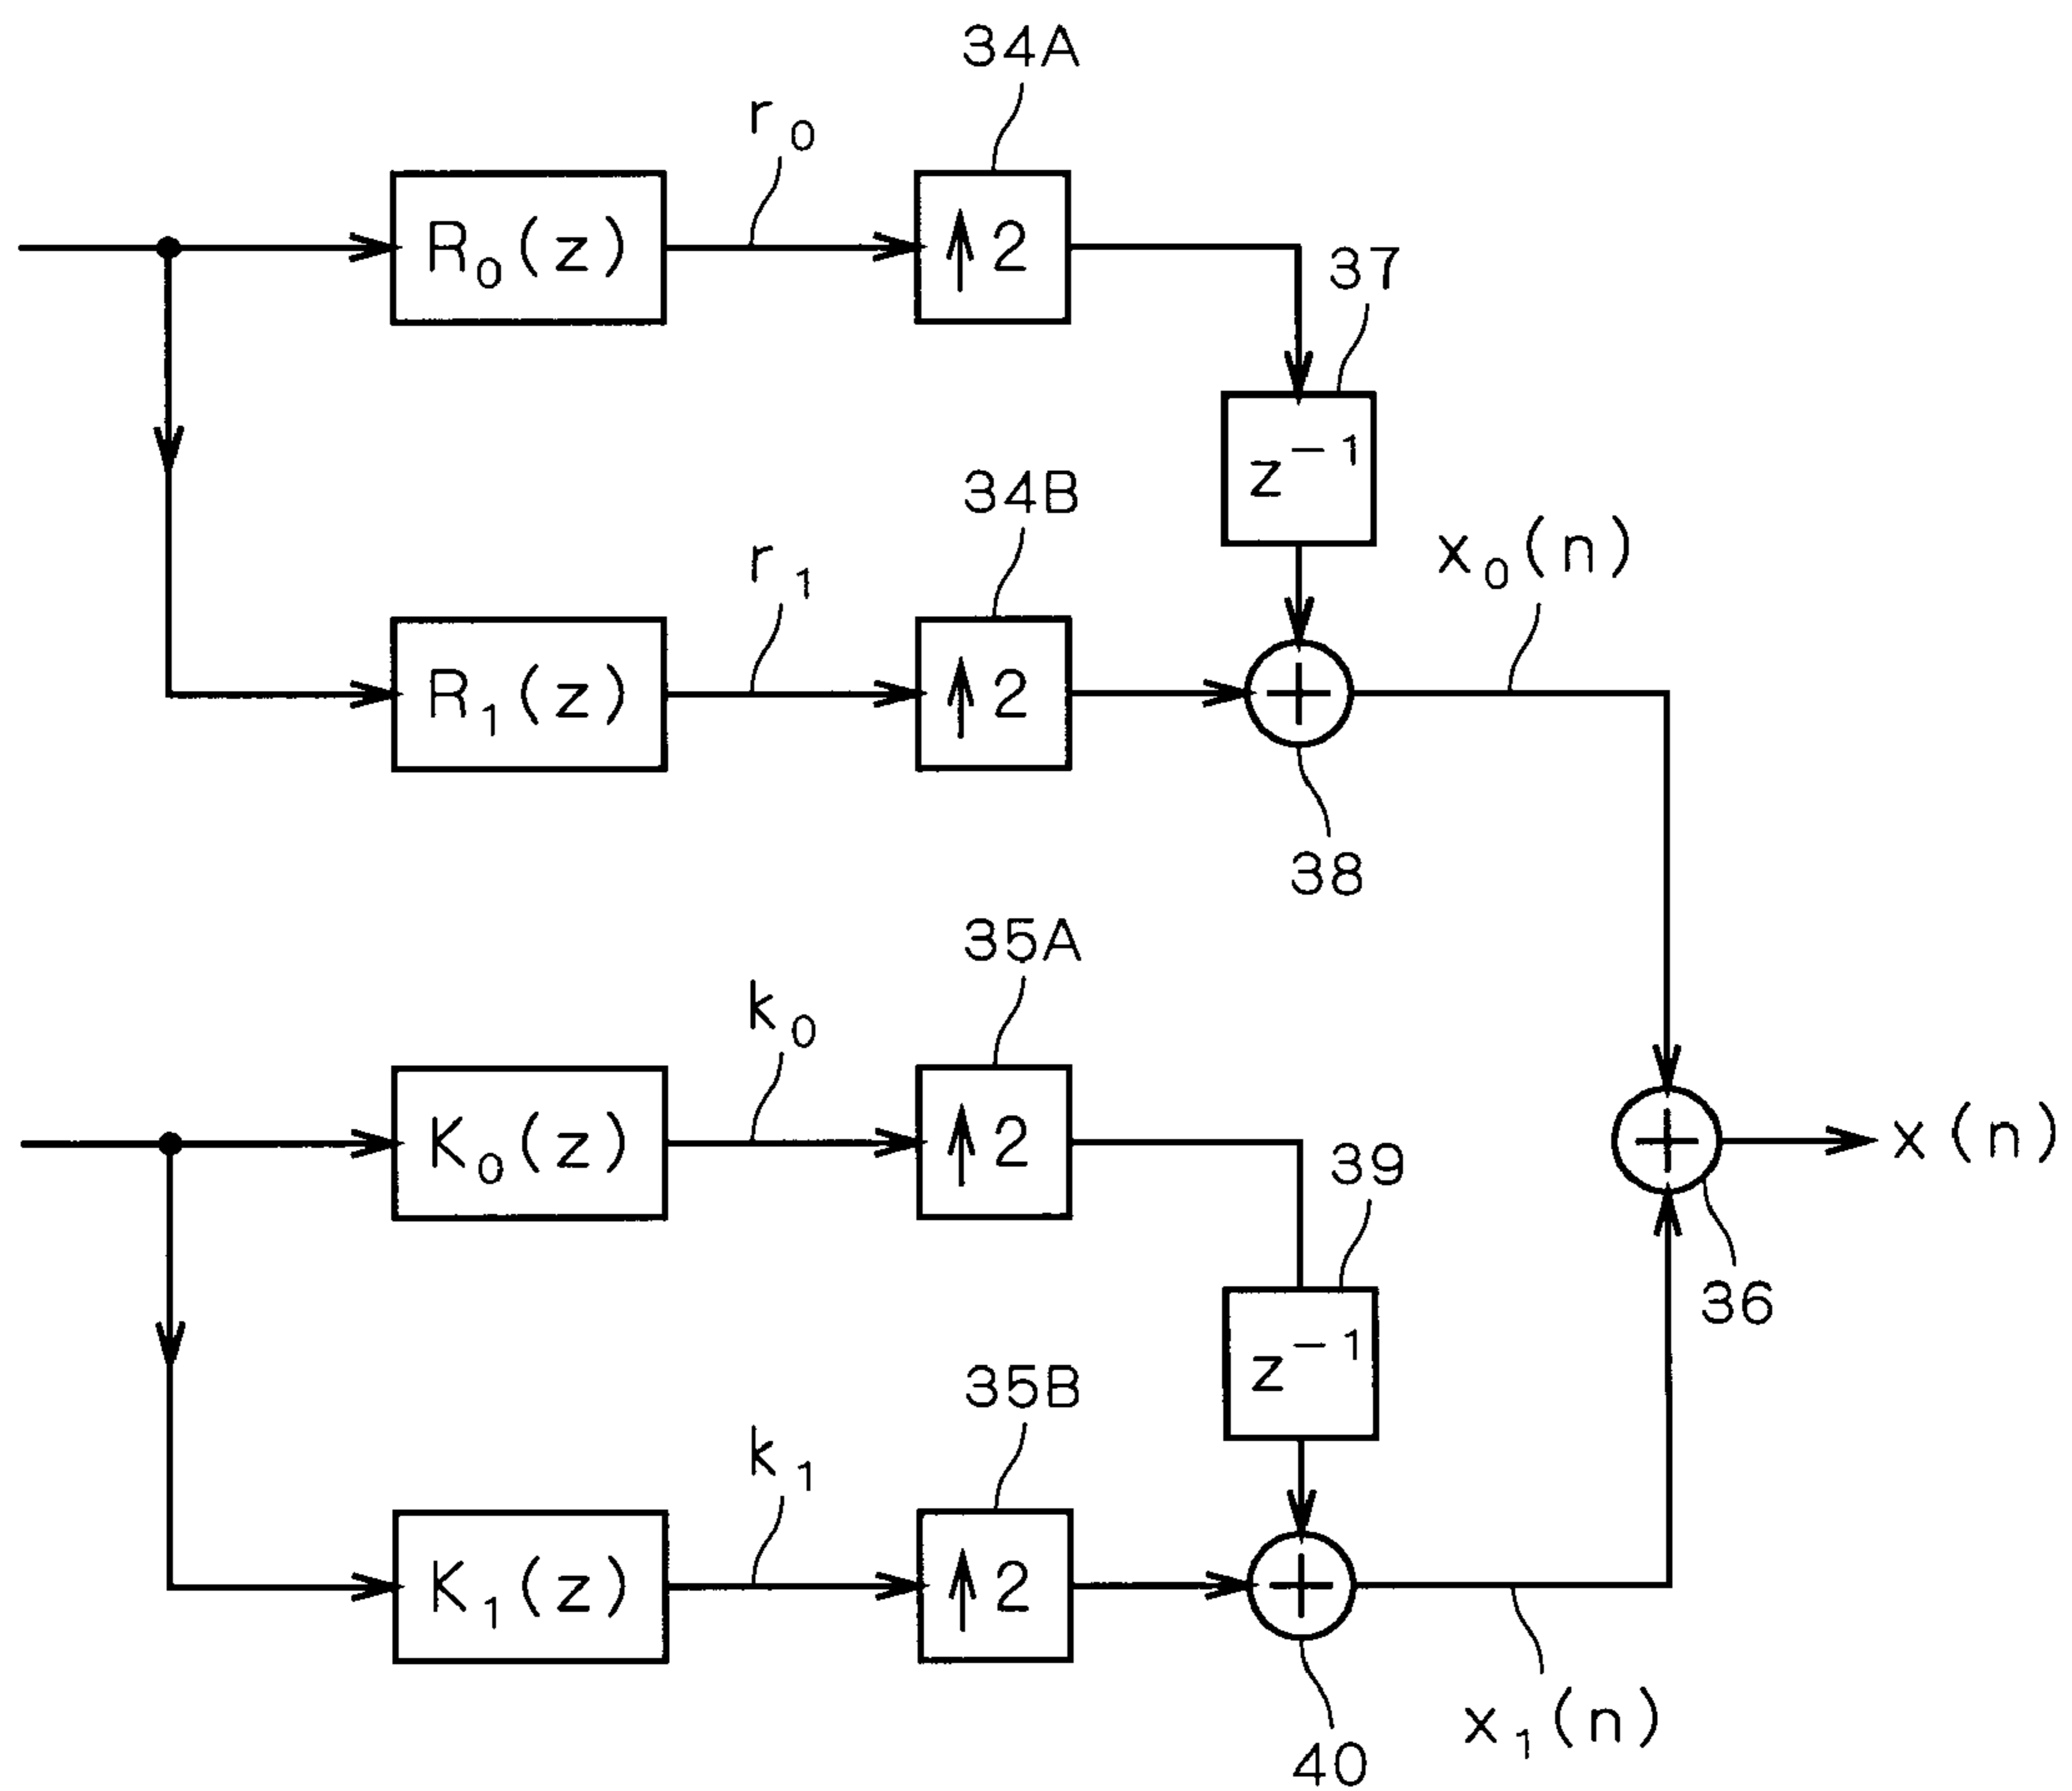 34A
r₀
R₀(z)
↑2
37
z⁻¹
34B
r₁
x₀(n)
R₁(z)
↑2
+
38
35A
k₀
K₀(z)
↑2
39
+
x(n)
z⁻¹
36
35B
k₁
K₁(z)
↑2
+
x₁(n)
40